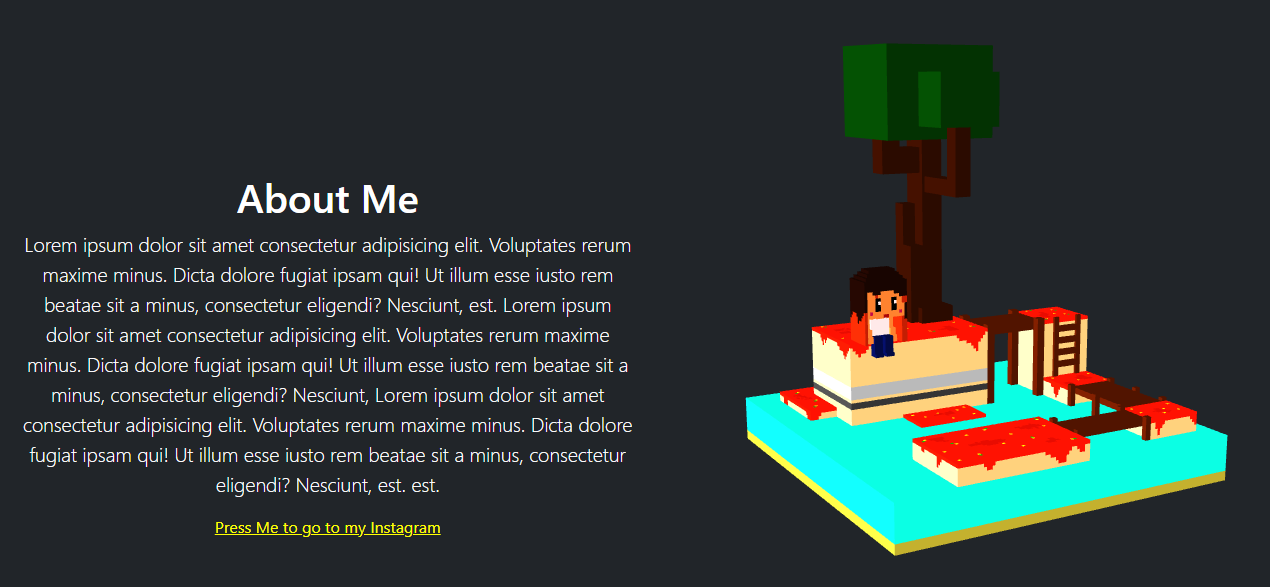 About Me
Lorem ipsum dolor sit amet consectetur adipisicing elit. Voluptates rerum
maxime minus. Dicta dolore fugiat ipsam qui! Ut illum esse iusto rem
beatae sit a minus, consectetur eligendi? Nesciunt, est. Lorem ipsum
dolor sit amet consectetur adipisicing elit. Voluptates rerum maxime
minus. Dicta dolore fugiat ipsam qui! Ut illum esse iusto rem beatae sit a
minus, consectetur eligendi? Nesciunt, Lorem ipsum dolor sit amet
consectetur adipisicing elit. Voluptates rerum maxime minus. Dicta dolore
fugiat ipsam qui! Ut illum esse iusto rem beatae sit a minus, consectetur
eligendi? Nesciunt, est. est.
Press Me to go to my Instagram